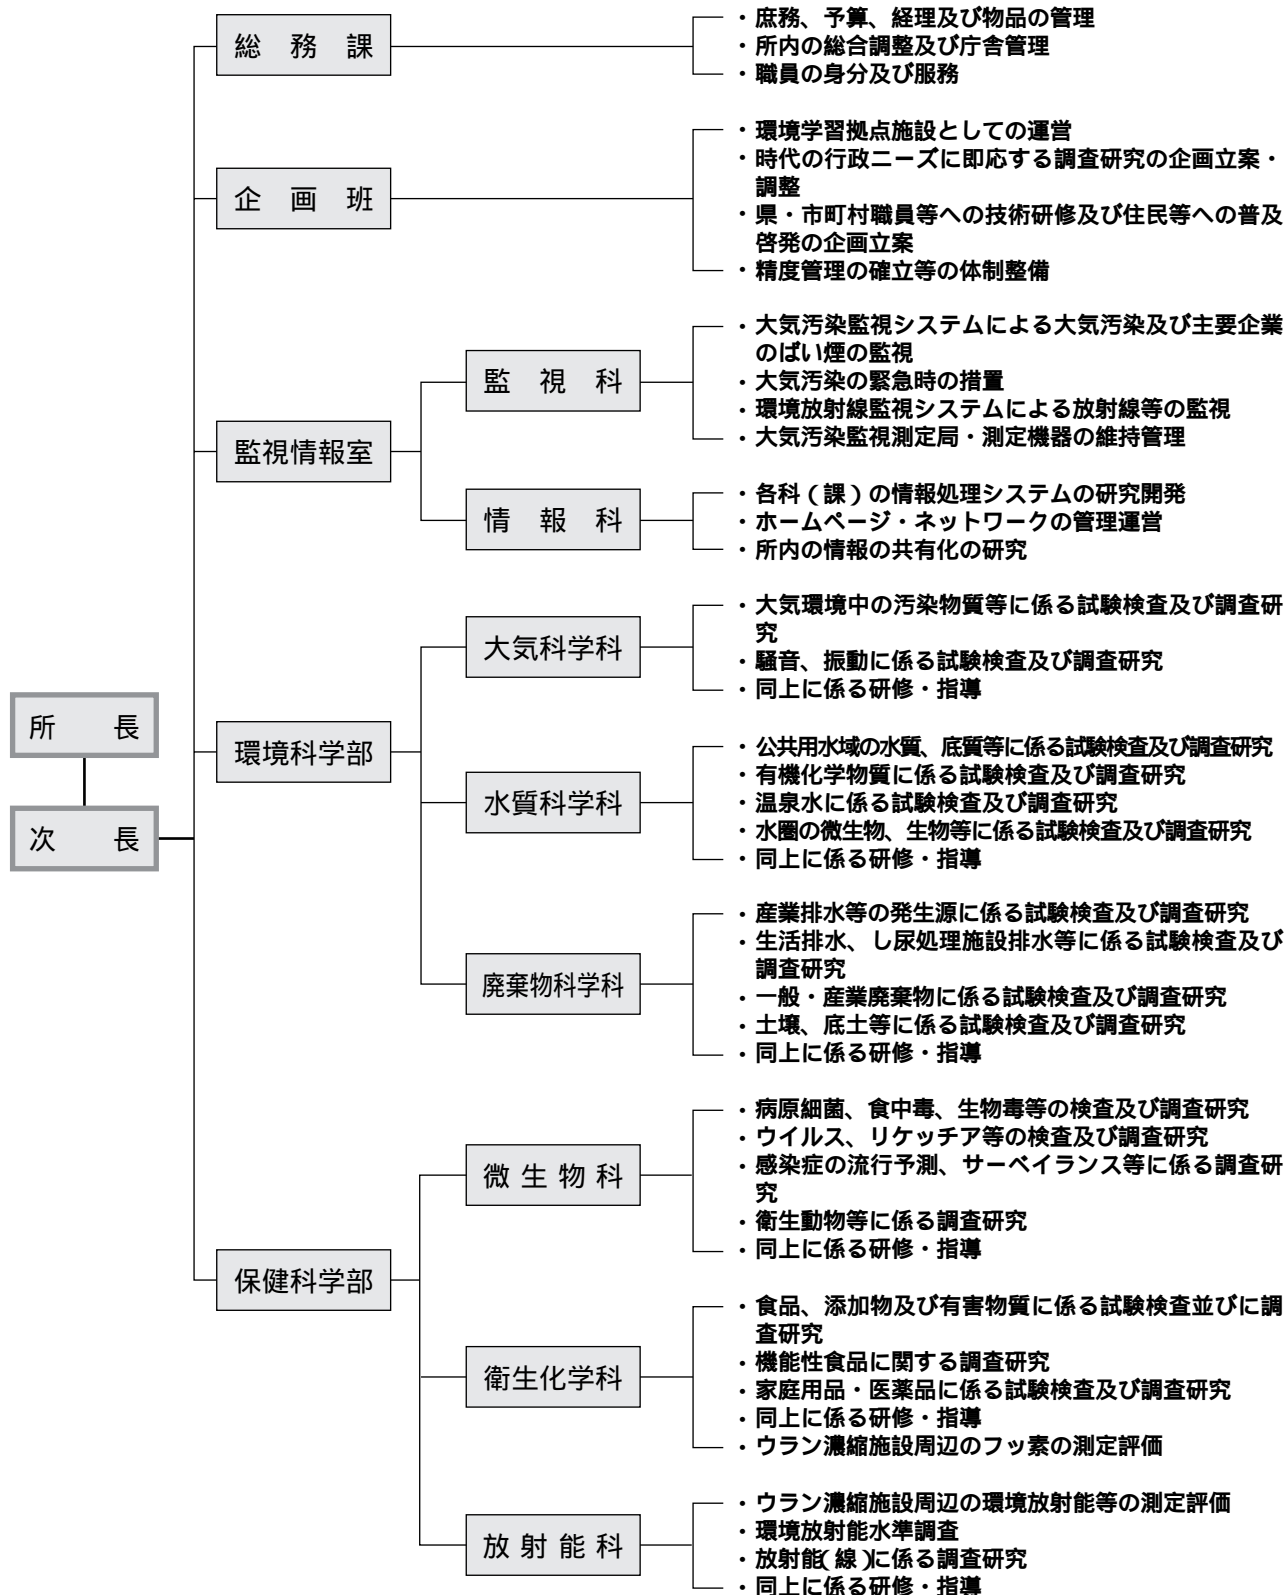 総務課
・庶務、予算、経理及び物品の管理
・所内の総合調整及び庁舎管理
・職員の身分及び服務
企画班
・環境学習拠点施設としての運営
・時代の行政ニーズに即応する調査研究の企画立案・
調整
・県・市町村職員等への技術研修及び住民等への普及
啓発の企画立案
・精度管理の確立等の体制整備
監視情報室
監視科
・大気汚染監視システムによる大気汚染及び主要企業
のばい煙の監視
・大気汚染の緊急時の措置
・環境放射線監視システムによる放射線等の監視
・大気汚染監視測定局・測定機器の維持管理
情報科
・各科（課）の情報処理システムの研究開発
・ホームページ・ネットワークの管理運営
・所内の情報の共有化の研究
所長
次長
環境科学部
大気科学科
・大気環境中の汚染物質等に係る試験検査及び調査研
究
・騒音、振動に係る試験検査及び調査研究
・同上に係る研修・指導
水質科学科
・公共用水域の水質、底質等に係る試験検査及び調査研究
・有機化学物質に係る試験検査及び調査研究
・温泉水に係る試験検査及び調査研究
・水圏の微生物、生物等に係る試験検査及び調査研究
・同上に係る研修・指導
廃棄物科学科
・産業排水等の発生源に係る試験検査及び調査研究
・生活排水、し尿処理施設排水等に係る試験検査及び
調査研究
・一般・産業廃棄物に係る試験検査及び調査研究
・土壌、底土等に係る試験検査及び調査研究
・同上に係る研修・指導
保健科学部
微生物科
・病原細菌、食中毒、生物毒等の検査及び調査研究
・ウイルス、リケッチア等の検査及び調査研究
・感染症の流行予測、サーベイランス等に係る調査研
究
・衛生動物等に係る調査研究
・同上に係る研修・指導
衛生化学科
・食品、添加物及び有害物質に係る試験検査並びに調
査研究
・機能性食品に関する調査研究
・家庭用品・医薬品に係る試験検査及び調査研究
・同上に係る研修・指導
・ウラン濃縮施設周辺のフッ素の測定評価
放射能科
・ウラン濃縮施設周辺の環境放射能等の測定評価
・環境放射能水準調査
・放射能（線）に係る調査研究
・同上に係る研修・指導